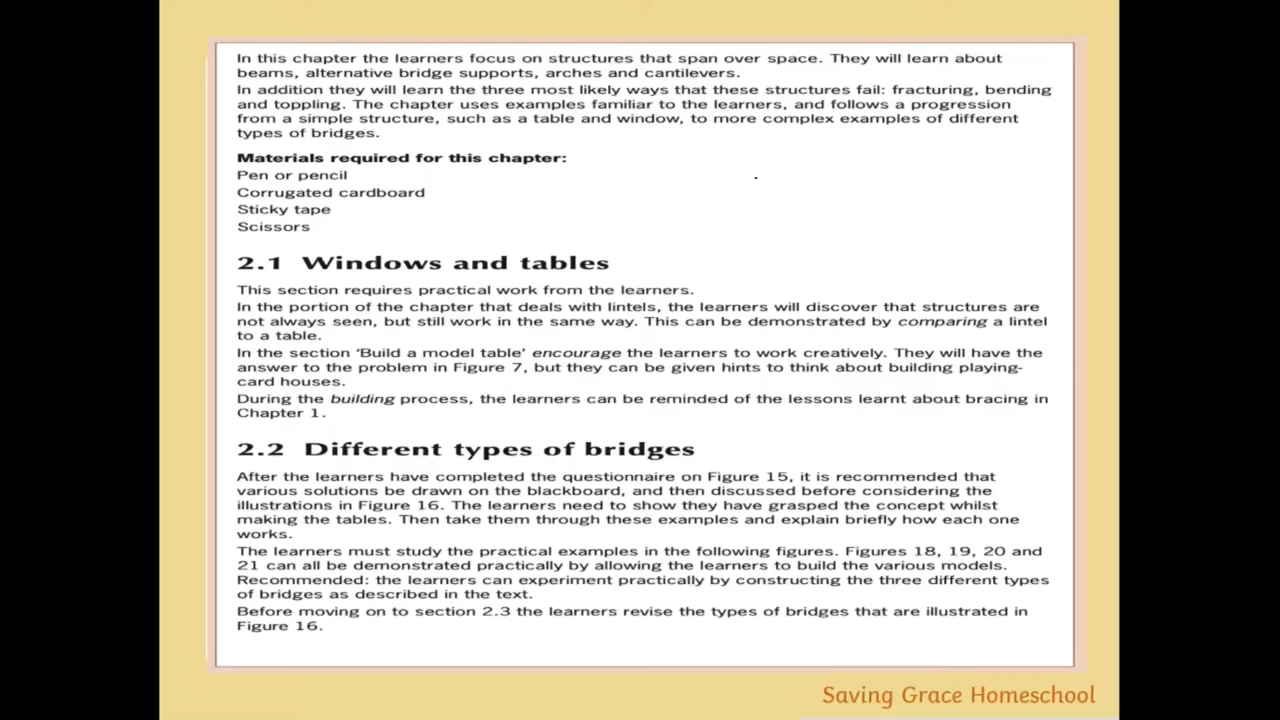 In this chapter the learners focus on structures that span over space. They will learn about
beams, alternative bridge supports, arches and cantilevers.
In addition they will learn the three most likely ways that these structures fail: fracturing, bending
and toppling. The chapter uses examples familiar to the learners, and follows a progression
from a simple structure, such as a table and window, to more complex examples of different
types of bridges.
Materials required for this chapter:
Pen or pencil
Corrugated cardboard
Sticky tape
Scissors
2.1 Windows and tables
This section requires practical work from the learners.
In the portion of the chapter that deals with lintels, the learners will discover that structures are
not always seen, but still work in the same way. This can be demonstrated by comparing a lintel
to a table.
In the section ‘Build a model table’ encourage the learners to work creatively. They will have the
answer to the problem in Figure 7, but they can be given hints to think about building playing-
card houses.
During the building process, the learners can be reminded of the lessons learnt about bracing in
Chapter 1.
2.2 Different types of bridges
After the learners have completed the questionnaire on Figure 15, it is recommended that
various solutions be drawn on the blackboard, and then discussed before considering the
illustrations in Figure 16. The learners need to show they have grasped the concept whilst
making the tables. Then take them through these examples and explain briefly how each one
works.
The learners must study the practical examples in the following figures. Figures 18, 19, 20 and
21 can all be demonstrated practically by allowing the learners to build the various models.
Recommended: the learners can experiment practically by constructing the three different types
of bridges as described in the text.
Before moving on to section 2.3 the learners revise the types of bridges that are illustrated in
Figure 16.
Saving Grace Homeschool